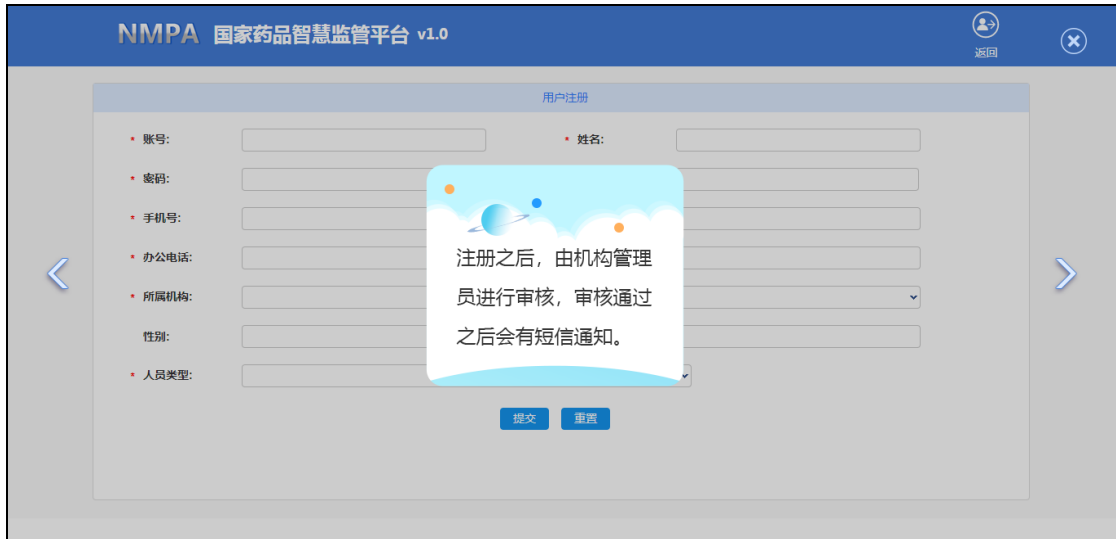 NMPA 国家药品智慧监管平台 v1.0
返回
用户注册
* 账号:
* 姓名:
* 密码:
* 手机号:
* 办公电话:
* 所属机构:
性别:
* 人员类型:
注册之后，由机构管理
员进行审核，审核通过
之后会有短信通知。
提交 重置